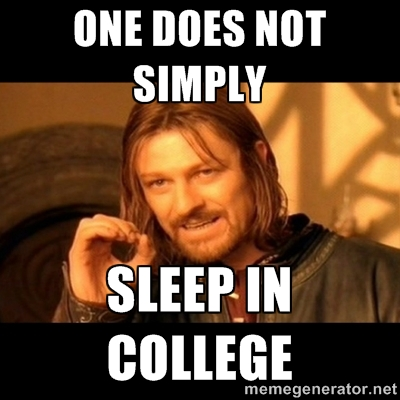 ONE DOES NOT
SIMPLY
SLEEP IN
COLLEGE
memegenerator.net